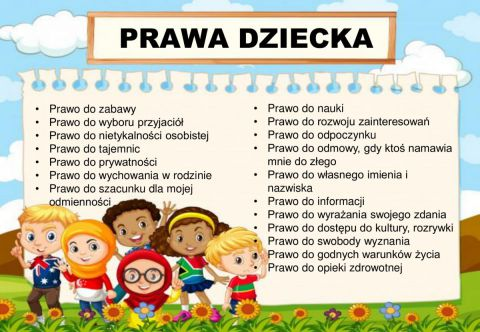 PRAWA DZIECKA
• Prawo do zabawy
• Prawo do wyboru przyjaciół
• Prawo do nietykalności osobistej
• Prawo do tajemnic
• Prawo do prywatności
• Prawo do wychowania w rodzinie
• Prawo do szacunku dla mojej
odmienności
• Prawo do nauki
• Prawo do rozwoju zainteresowań
• Prawo do odpoczynku
• Prawo do odmowy, gdy ktoś namawia
mnie do złego
• Prawo do własnego imienia i
nazwiska
• Prawo do informacji
• Prawo do wyrażania swojego zdania
• Prawo do dostępu do kultury, rozrywki
• Prawo do swobody wyznania
• Prawo do godnych warunków życia
• Prawo do opieki zdrowotnej